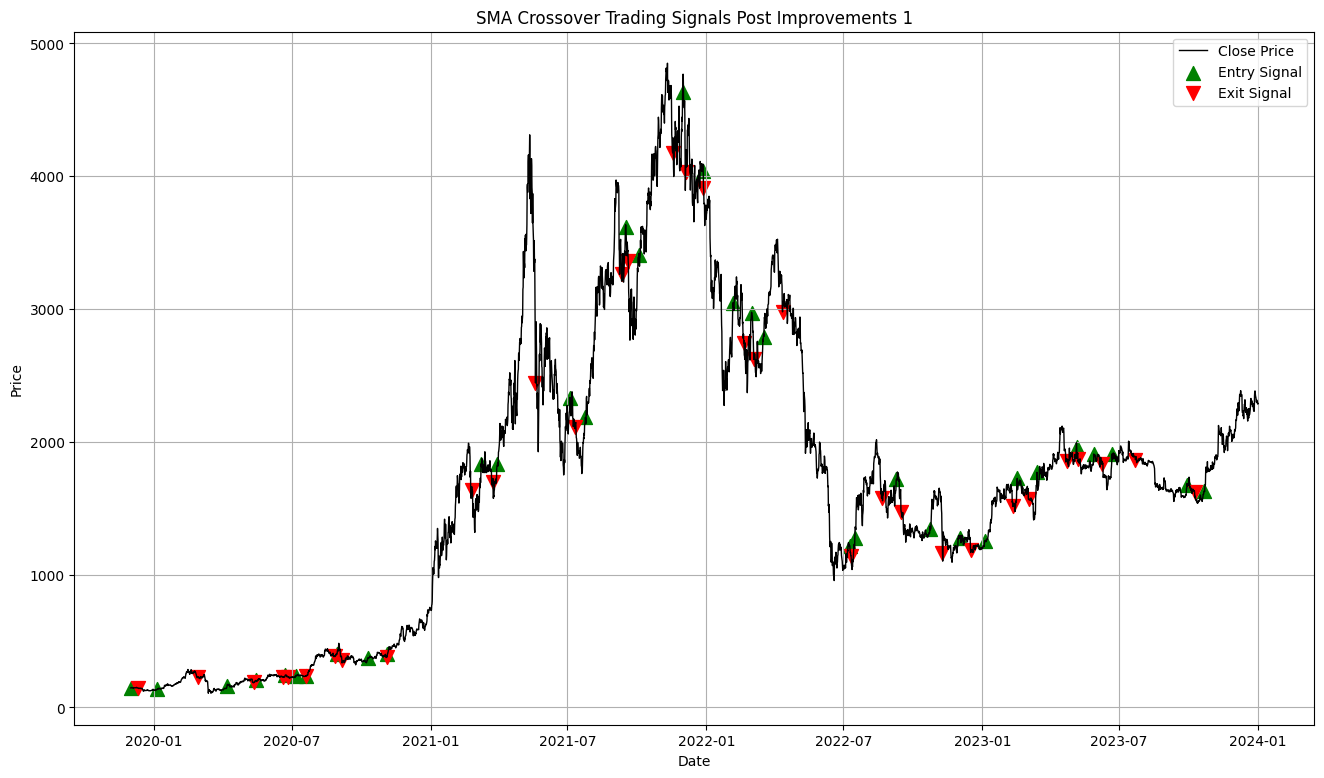 SMA Crossover Trading Signals Post Improvements 1
Close Price
Entry Signal
Exit Signal
5000
4000
3000
2000
1000
0
Price
2020-01 2020-07 2021-01 2021-07 2022-01 2022-07 2023-01 2023-07 2024-01
Date